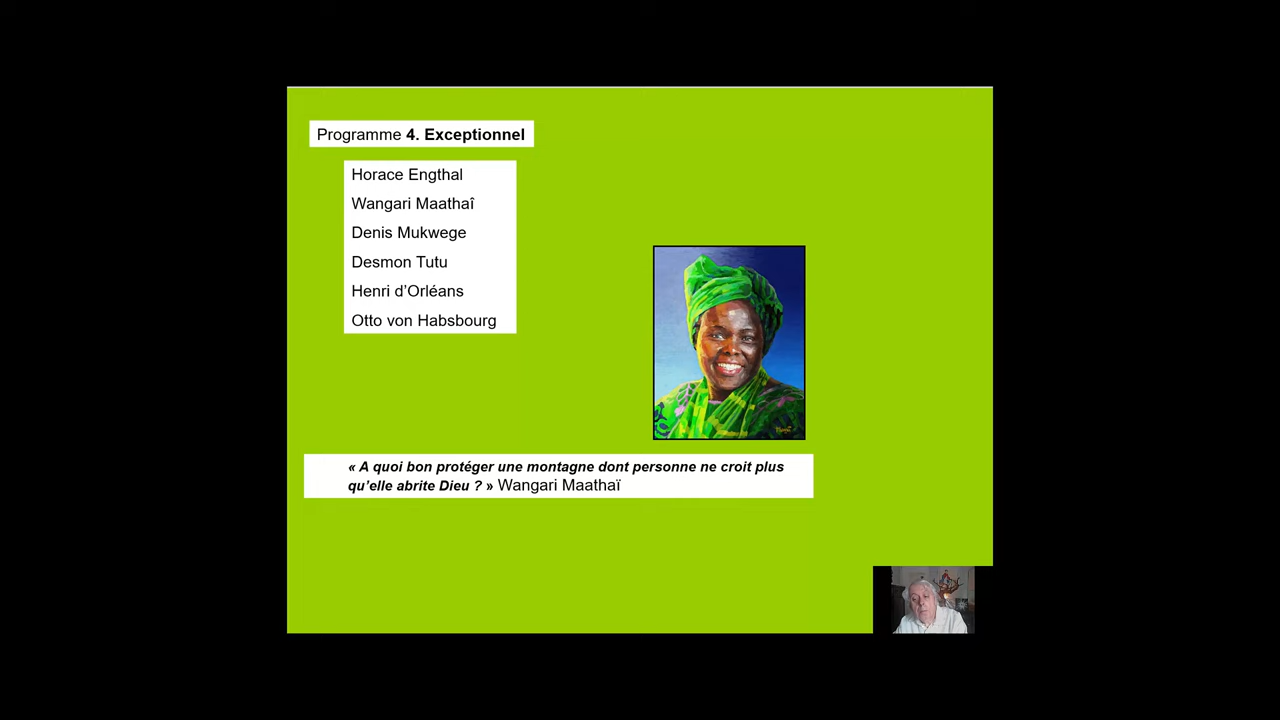 Programme 4. Exceptionnel
Horace Engthal
Wangari Maathaî
Denis Mukwege
Desmon Tutu
Henri d’Orléans
Otto von Habsbourg
« A quoi bon protéger une montagne dont personne ne croit plus
qu’elle abrite Dieu ? » Wangari Maathaï